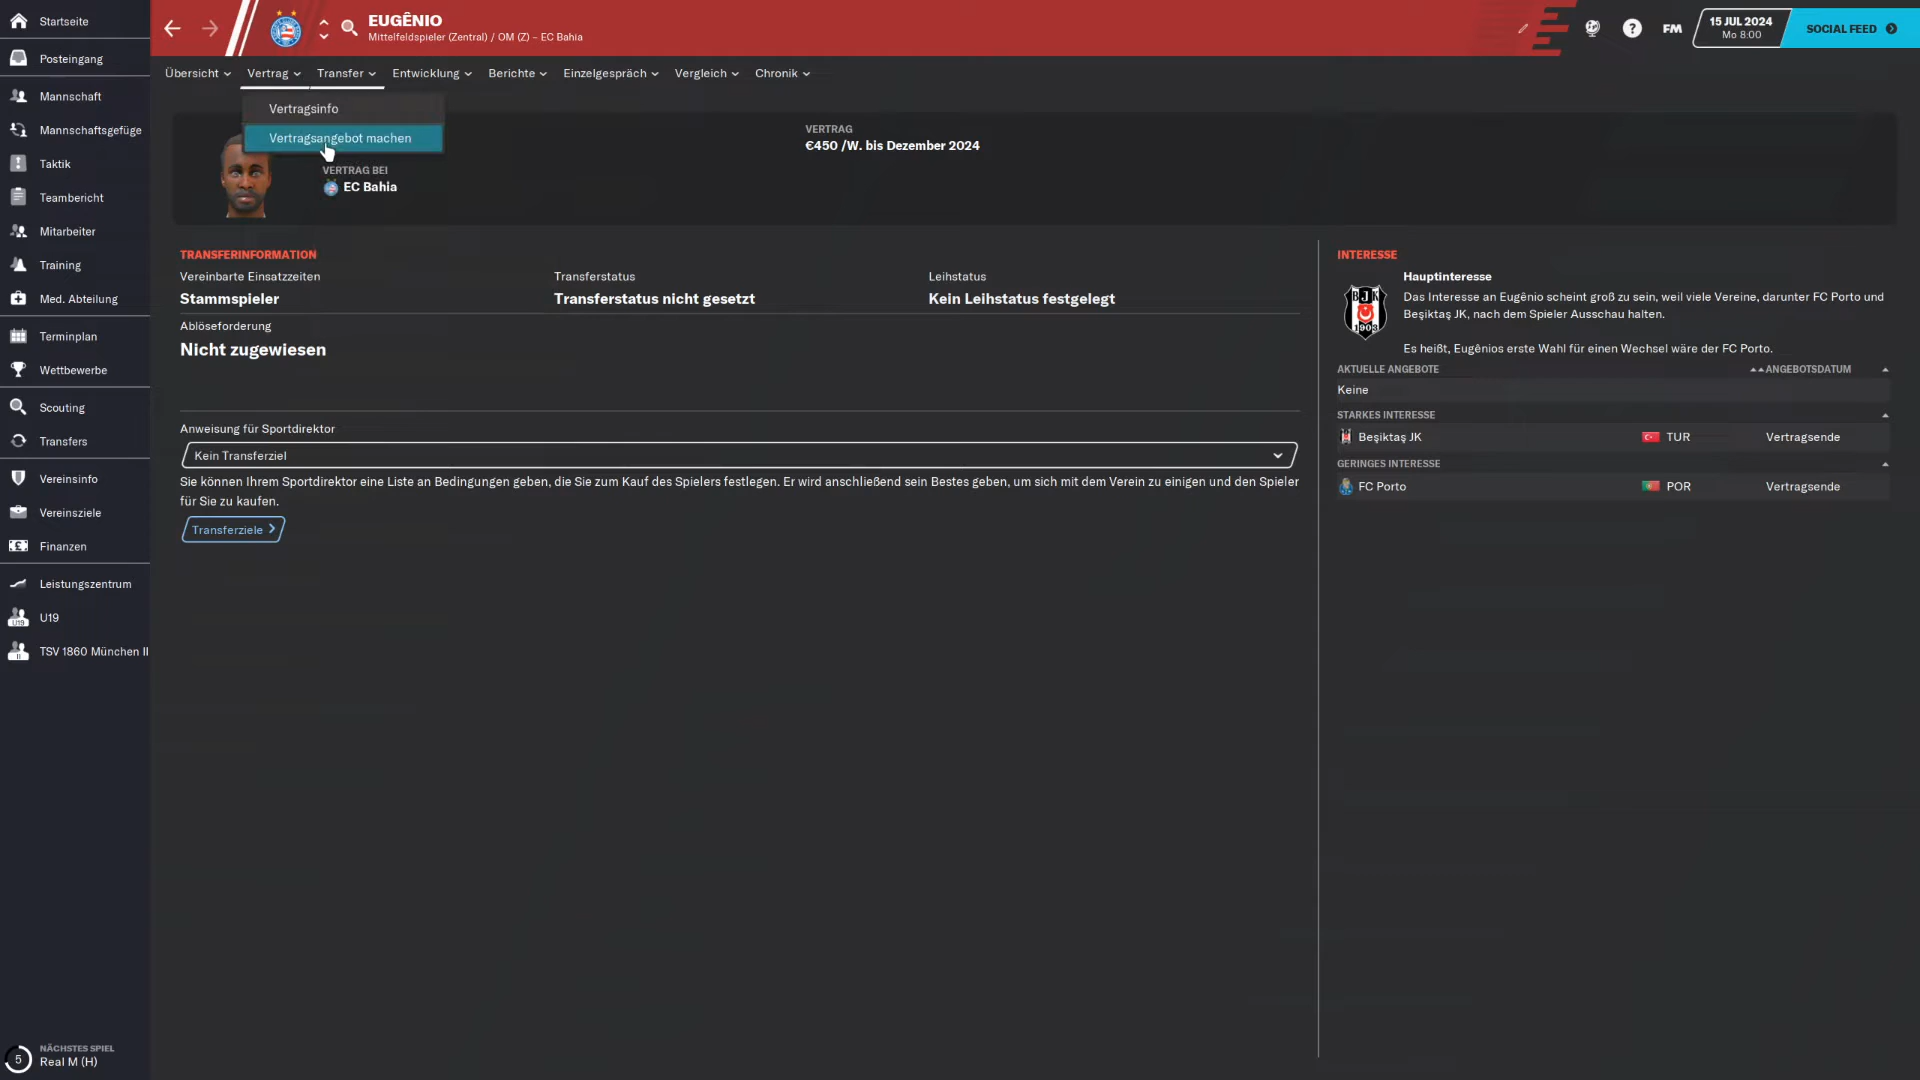 Startseite
Posteingang
Mannschaft
Mannschaftsgefüge
Taktik
Teambericht
Mitarbeiter
Training
Med. Abteilung
Terminplan
Wettbewerbe
Scouting
Transfers
Vereinsinfo
Vereinsziele
Finanzen
Leistungszentrum
U19
TSV 1860 München II
NÄCHSTES SPIEL
5
Real M (H)
EUGÊNIO
Mittelfeldspieler (Zentral) / OM (Z) – EC Bahia
FM
15 JUL 2024
Mo 8:00
SOCIAL FEED
Übersicht Vertrag Transfer Entwicklung Berichte Einzelgespräch Vergleich Chronik
Vertragsinfo
Vertragsangebot machen
VERTRAG BEI
EC Bahia
VERTRAG
€450 /W. bis Dezember 2024
TRANSFERINFORMATION
Vereinbarte Einsatzzeiten
Stammspieler
Transferstatus
Transferstatus nicht gesetzt
Leihstatus
Kein Leihstatus festgelegt
Ablöseforderung
Nicht zugewiesen
Anweisung für Sportdirektor
Kein Transferziel
Sie können Ihrem Sportdirektor eine Liste an Bedingungen geben, die Sie zum Kauf des Spielers festlegen. Er wird anschließend sein Bestes geben, um sich mit dem Verein zu einigen und den Spieler
für Sie zu kaufen.
Transferziele
INTERESSE
BJK
1903
Hauptinteresse
Das Interesse an Eugênio scheint groß zu sein, weil viele Vereine, darunter FC Porto und
Beşiktaş JK, nach dem Spieler Ausschau halten.
Es heißt, Eugênios erste Wahl für einen Wechsel wäre der FC Porto.
AKTUELLE ANGEBOTE ANGEBOTSDATUM
Keine
STARKES INTERESSE
Beşiktaş JK TUR Vertragsende
GERINGES INTERESSE
FC Porto POR Vertragsende